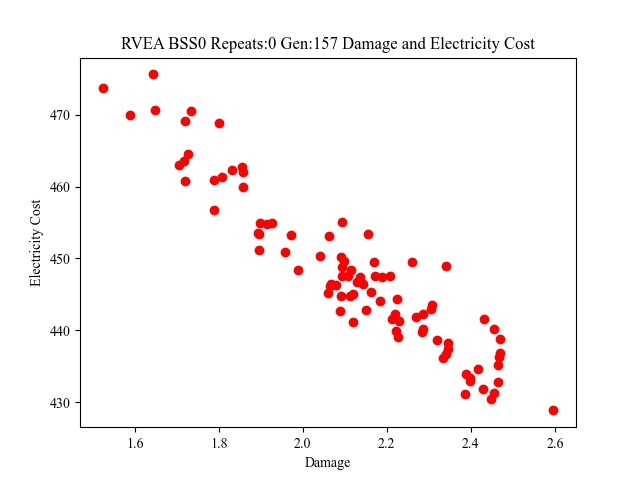 RVEA BSS0 Repeats:0 Gen:157 Damage and Electricity Cost
470
460
450
440
430
Electricity Cost
1.6 1.8 2.0 2.2 2.4 2.6
Damage